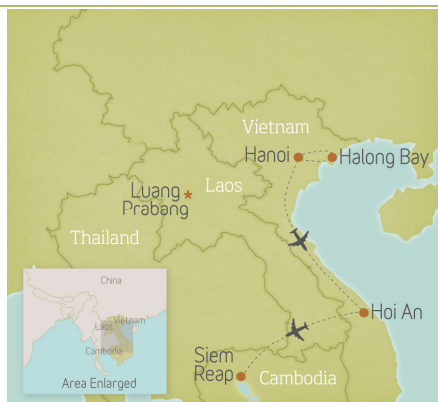 Vietnam
Hanoi
Halong Bay
Luang
Prabang
Laos
Thailand
China
Vietnam
Laos
Cambodia
Area Enlarged
Hoi An
Siem
Reap
Cambodia